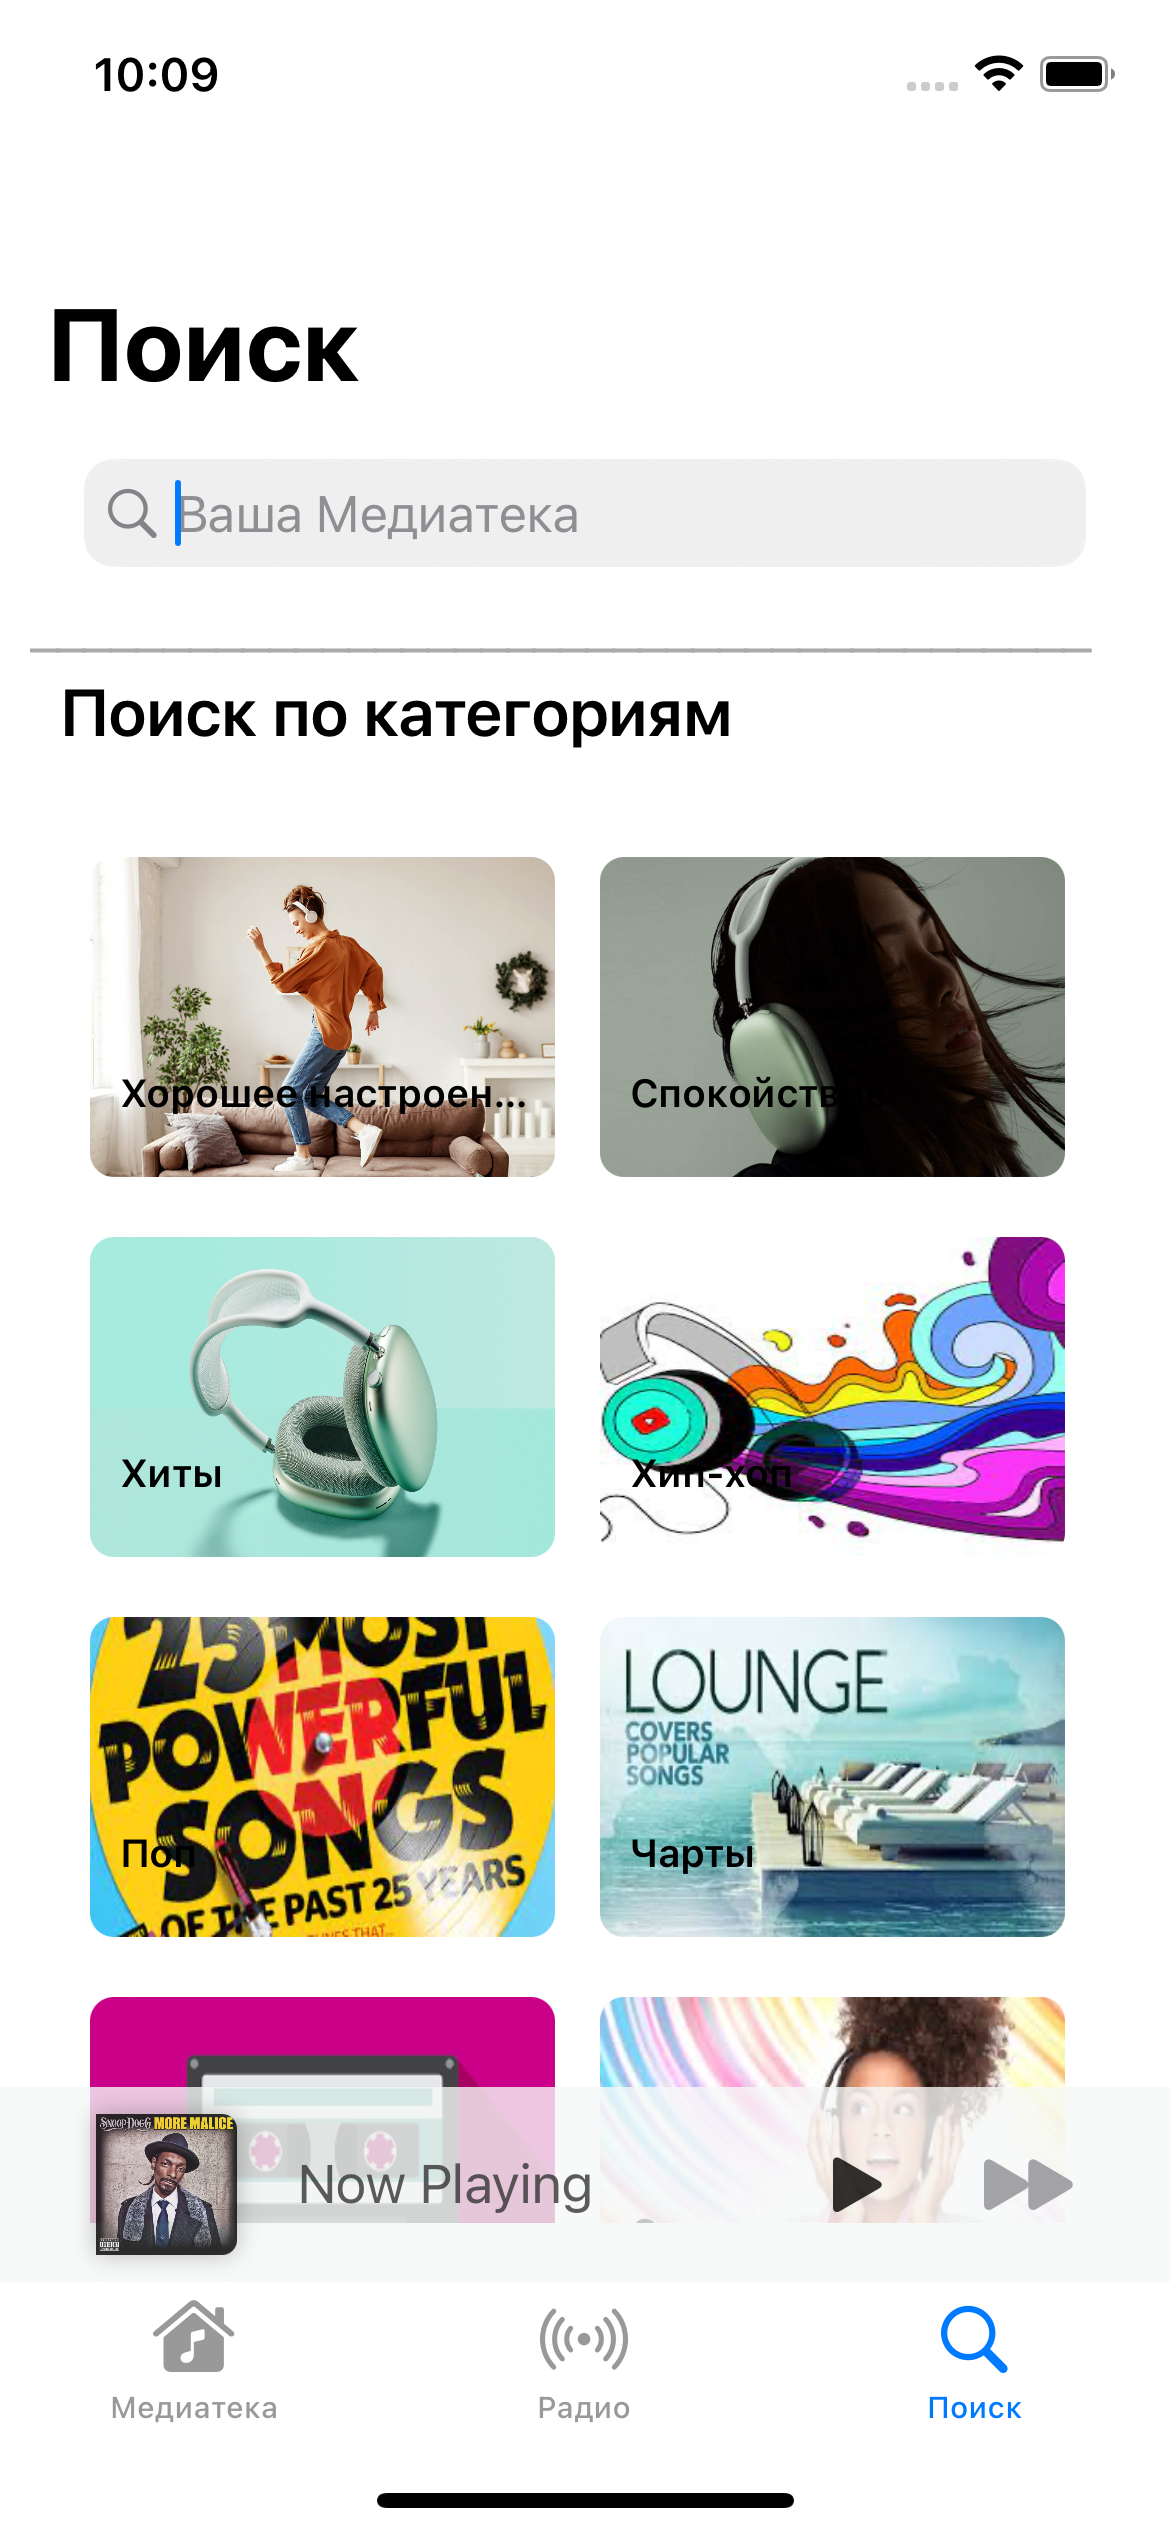 10:09
Поиск
Ваша Медиатека
Поиск по категориям
Хорошее настроен...
Спокойствие
Хиты
Хип-хоп
25 MOST
POWERFUL
SONGS
OF THE PAST 25 YEARS
TUNES THAT...
Поп
LOUNGE
COVERS
POPULAR
SONGS
Чарты
SNOOP DOGG MORE MALICE
Now Playing
Медиатека
Радио
Поиск